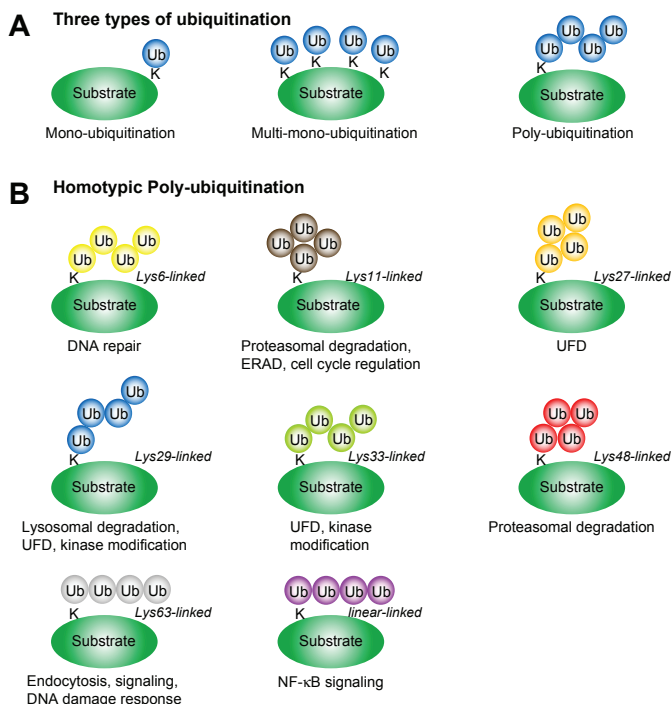 A Three types of ubiquitination
Ub
K
Substrate
Mono-ubiquitination
Ub Ub Ub Ub
K K K K
Substrate
Multi-mono-ubiquitination
Ub Ub Ub Ub Ub
K
Substrate
Poly-ubiquitination
B Homotypic Poly-ubiquitination
Ub Ub Ub Ub
K
Lys6-linked
Substrate
DNA repair
Ub Ub Ub Ub
K
Lys11-linked
Substrate
Proteasomal degradation,
ERAD, cell cycle regulation
Ub Ub Ub Ub
K
Lys27-linked
Substrate
UFD
Ub Ub Ub Ub
K
Lys29-linked
Substrate
Lysosomal degradation,
UFD, kinase modification
Ub Ub Ub Ub
K
Lys33-linked
Substrate
UFD, kinase
modification
Ub Ub Ub Ub
K
Lys48-linked
Substrate
Proteasomal degradation
Ub Ub Ub Ub
K
Lys63-linked
Substrate
Endocytosis, signaling,
DNA damage response
Ub Ub Ub Ub
K
linear-linked
Substrate
NF-κB signaling